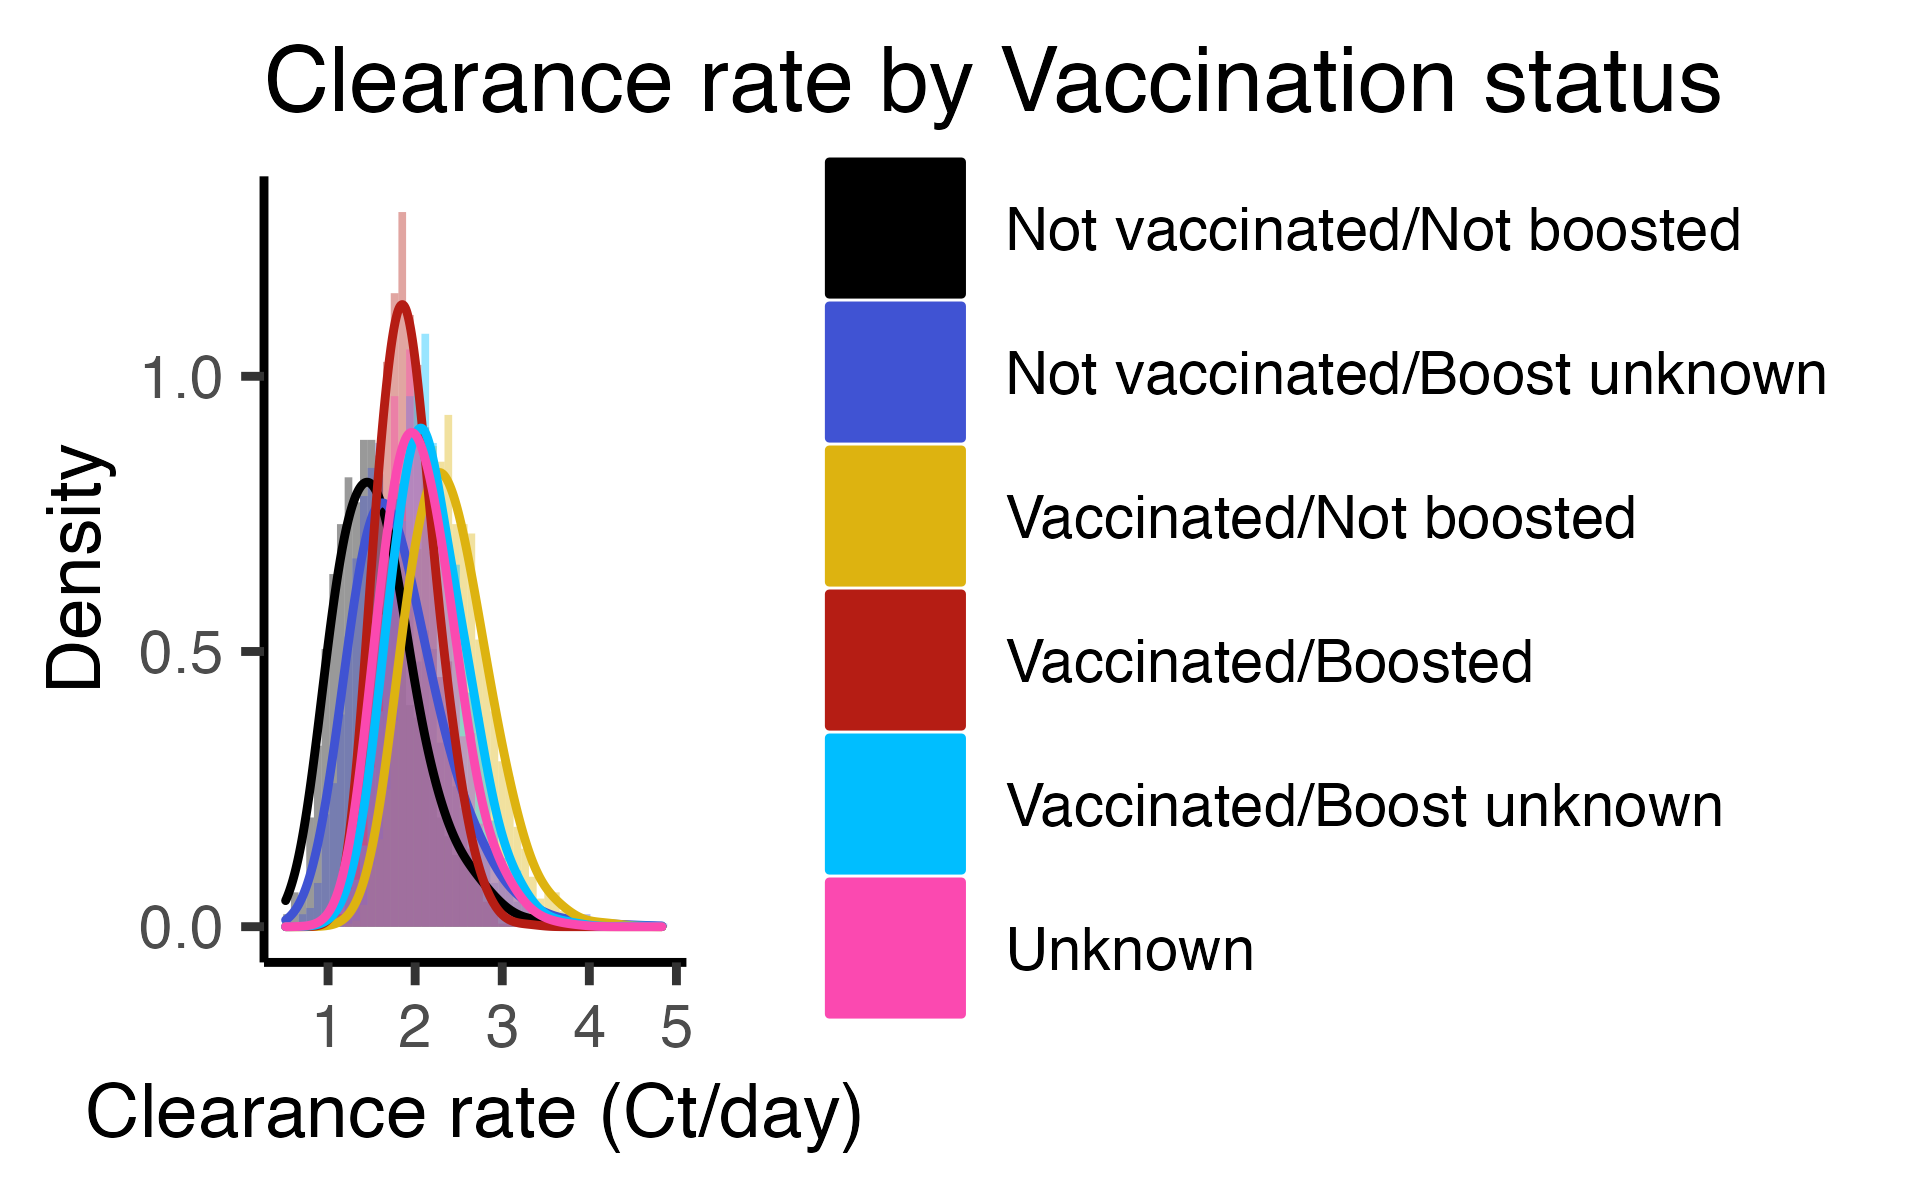 Clearance rate by Vaccination status
Not vaccinated/Not boosted
Not vaccinated/Boost unknown
Vaccinated/Not boosted
Vaccinated/Boosted
Vaccinated/Boost unknown
Unknown
Density
1.0
0.5
0.0
1 2 3 4 5
Clearance rate (Ct/day)